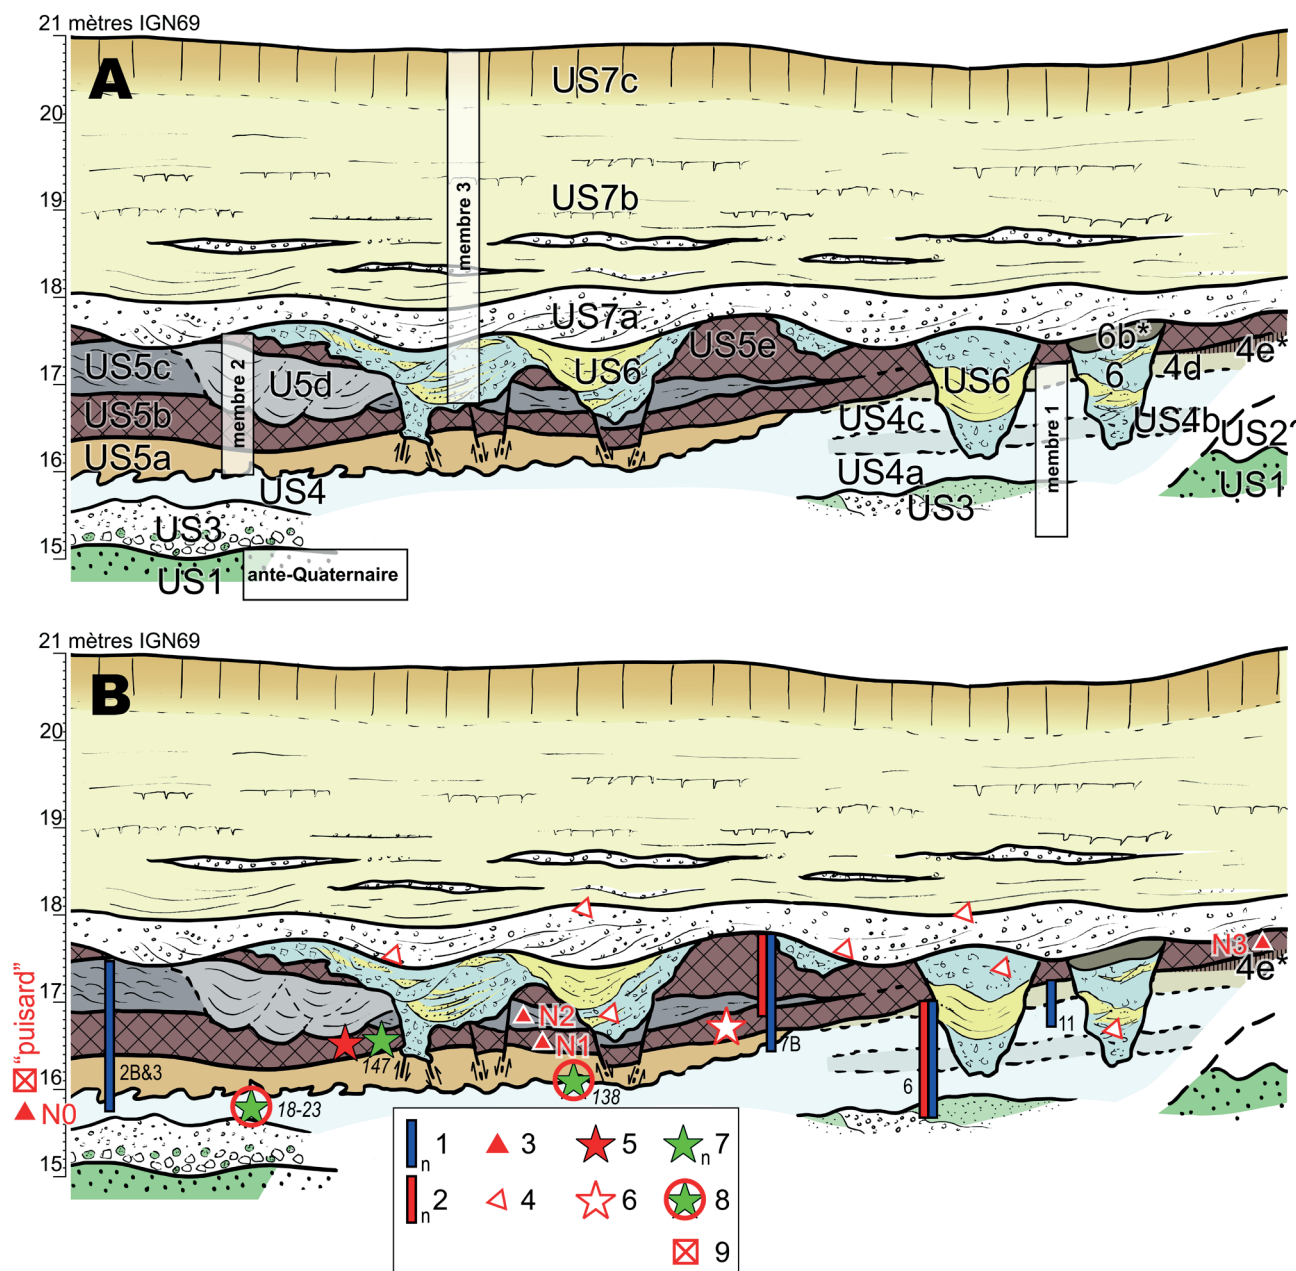 21 mètres IGN69
A
US7c
20
membre 3
19
US7b
18
US7a
US5e
6b*
4e*
US5c
17
membre 2
U5d
US6
US6
6
4d
US5b
US4c
US4b
US2?
US5a
16
US4a
membre 1
US4
US3
US1
US3
15
US1
ante-Quaternaire
21 mètres IGN69
B
20
19
18
N3
4e*
17
N2
N1
147
7B
11
"puisard"
16
2B&3
138
6
N0
18-23
15
n 1
3
5
n 7
n 2
4
6
8
9